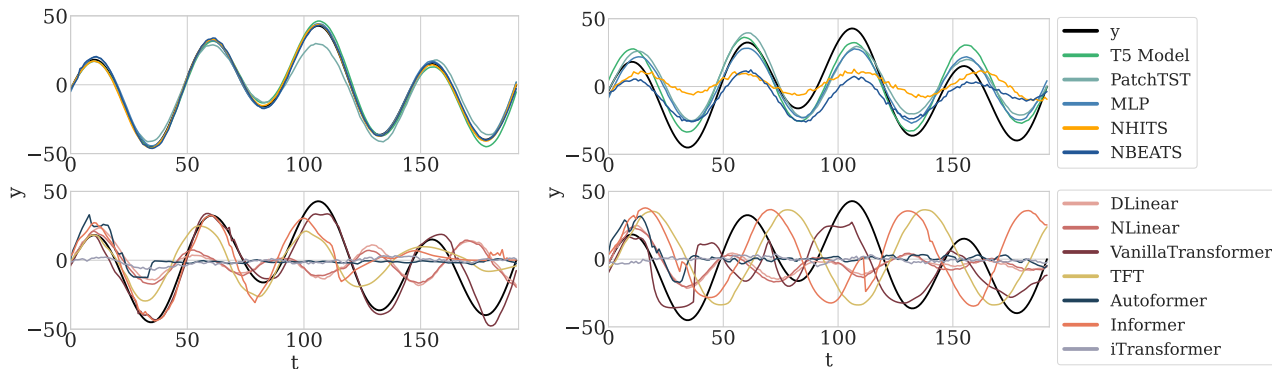 50
0
−50
0
50
100
150
50
0
−50
0
50
100
150
y
T5 Model
PatchTST
MLP
NHITS
NBEATS
y
50
0
−50
0
50
100
150
t
y
50
0
−50
0
50
100
150
t
DLinear
NLinear
VanillaTransformer
TFT
Autoformer
Informer
iTransformer